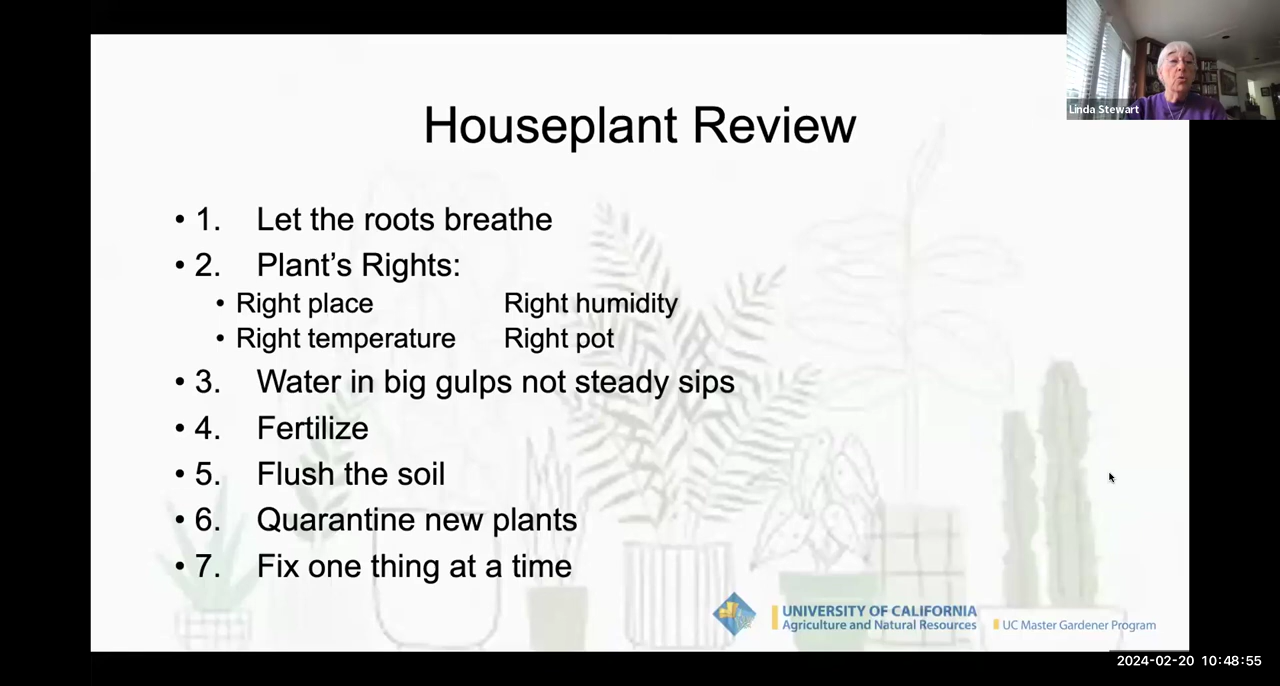 Linda Stewart
Houseplant Review
• 1. Let the roots breathe
• 2. Plant’s Rights:
• Right place Right humidity
• Right temperature Right pot
• 3. Water in big gulps not steady sips
• 4. Fertilize
• 5. Flush the soil
• 6. Quarantine new plants
• 7. Fix one thing at a time
UNIVERSITY OF CALIFORNIA
Agriculture and Natural Resources
UC Master Gardener Program
2024-02-20 10:48:55